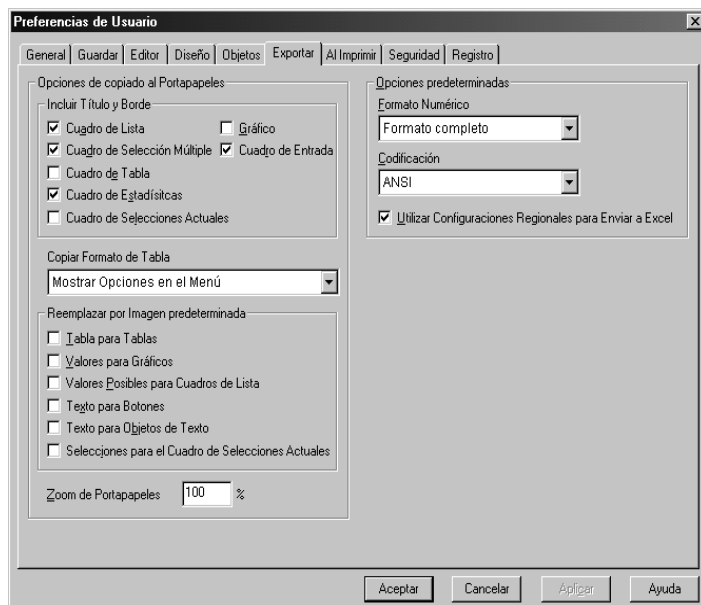 Preferencias de Usuario
General Guardar Editor Diseño Objetos Exportar Al Imprimir Seguridad Registro
Opciones de copiado al Portapapeles
Incluir Título y Borde
Cuadro de Lista
Gráfico
Cuadro de Selección Múltiple
Cuadro de Entrada
Cuadro de Tabla
Cuadro de Estadísitcas
Cuadro de Selecciones Actuales
Copiar Formato de Tabla
Mostrar Opciones en el Menú
Reemplazar por Imagen predeterminada
Tabla para Tablas
Valores para Gráficos
Valores Posibles para Cuadros de Lista
Texto para Botones
Texto para Objetos de Texto
Selecciones para el Cuadro de Selecciones Actuales
Zoom de Portapapeles 100 %
Opciones predeterminadas
Formato Numérico
Formato completo
Codificación
ANSI
Utilizar Configuraciones Regionales para Enviar a Excel
Aceptar Cancelar Aplicar Ayuda